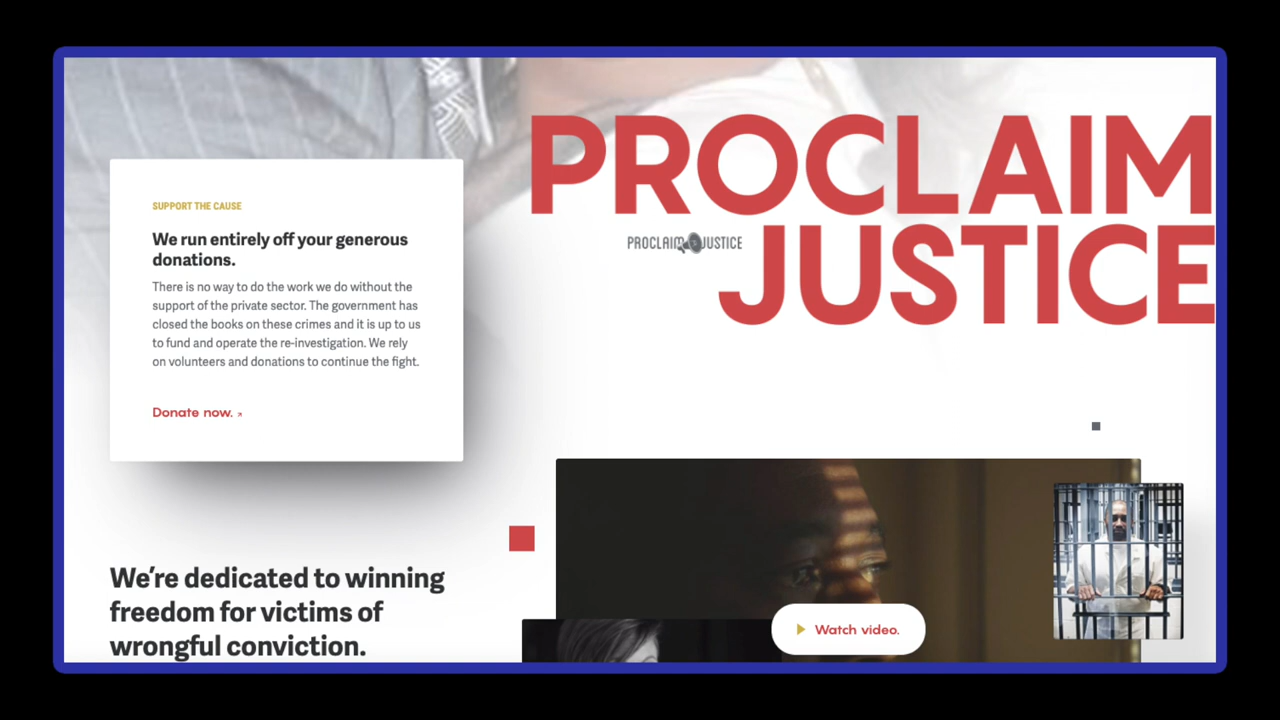 PROCLAIM
JUSTICE
PROCLAIM JUSTICE
SUPPORT THE CAUSE
We run entirely off your generous
donations.
There is no way to do the work we do without the
support of the private sector. The government has
closed the books on these crimes and it is up to us
to fund and operate the re-investigation. We rely
on volunteers and donations to continue the fight.
Donate now.
We're dedicated to winning
freedom for victims of
wrongful conviction.
Watch video.